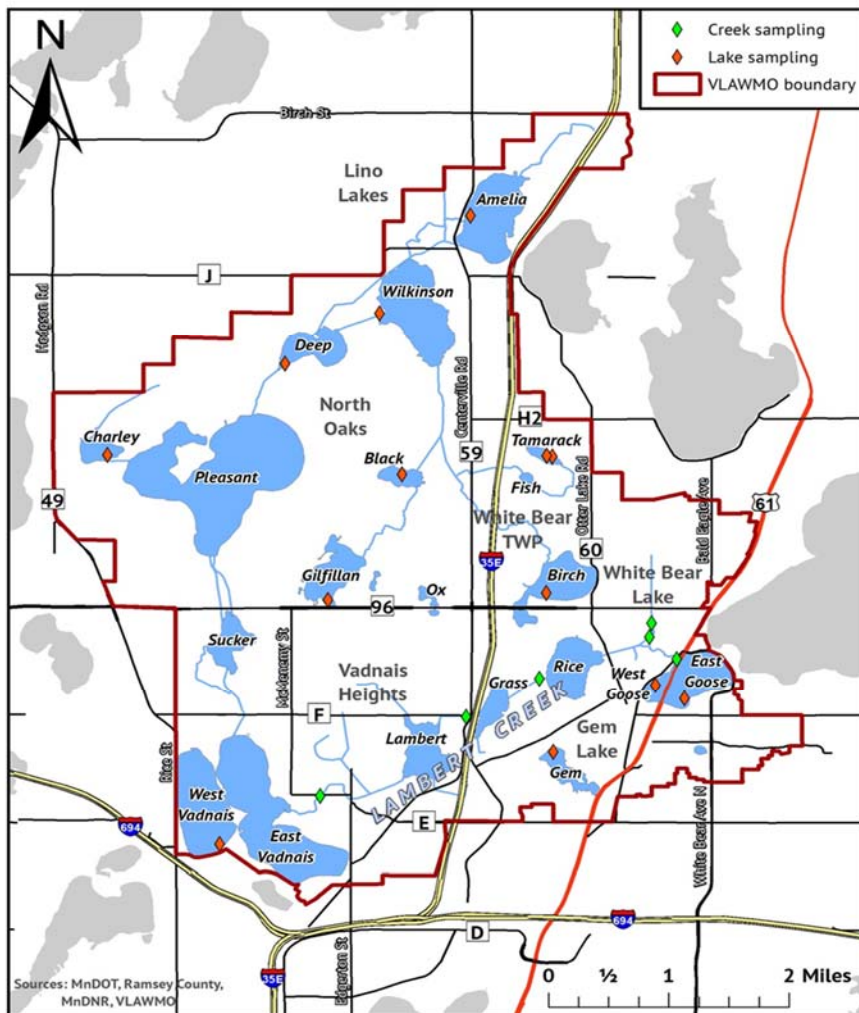 N
Creek sampling
Lake sampling
VLAWMO boundary
Birch St
Lino
Lakes
Amelia
J
Hodgson Rd
Wilkinson
Deep
Centerville Rd
North
Oaks
H2
Charley
Pleasant
Black
59
Tamarack
Fish
Otter Lake Rd
49
White Bear
TWP
61
Bald Eagle Ave
35E
60
Gilfillan
Ox
Birch
White Bear
Lake
96
Sucker
McMenemy St
Vadnais
Heights
Grass
Rice
West
Goose
East
Goose
F
Lambert
LAMBERT CREEK
Gem
Lake
Gem
Rice St
West
Vadnais
East
Vadnais
E
White Bear Ave N
694
694
D
Edgerton St
35E
Sources: MnDOT, Ramsey County,
MnDNR, VLAWMO
0 ½ 1 2 Miles